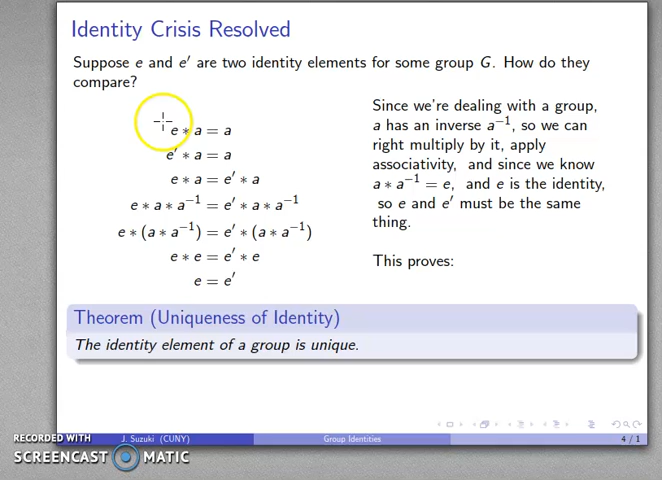 Identity Crisis Resolved
Suppose e and e′ are two identity elements for some group G. How do they
compare?
e ∗ a = a
e′ ∗ a = a
e ∗ a = e′ ∗ a
e ∗ a ∗ a⁻¹ = e′ ∗ a ∗ a⁻¹
e ∗ (a ∗ a⁻¹) = e′ ∗ (a ∗ a⁻¹)
e ∗ e = e′ ∗ e
e = e′
Since we're dealing with a group,
a has an inverse a⁻¹, so we can
right multiply by it, apply
associativity, and since we know
a ∗ a⁻¹ = e, and e is the identity,
so e and e′ must be the same
thing.
This proves:
Theorem (Uniqueness of Identity)
The identity element of a group is unique.
J. Suzuki (CUNY) Group Identities 4 / 1
RECORDED WITH
SCREENCAST MATIC